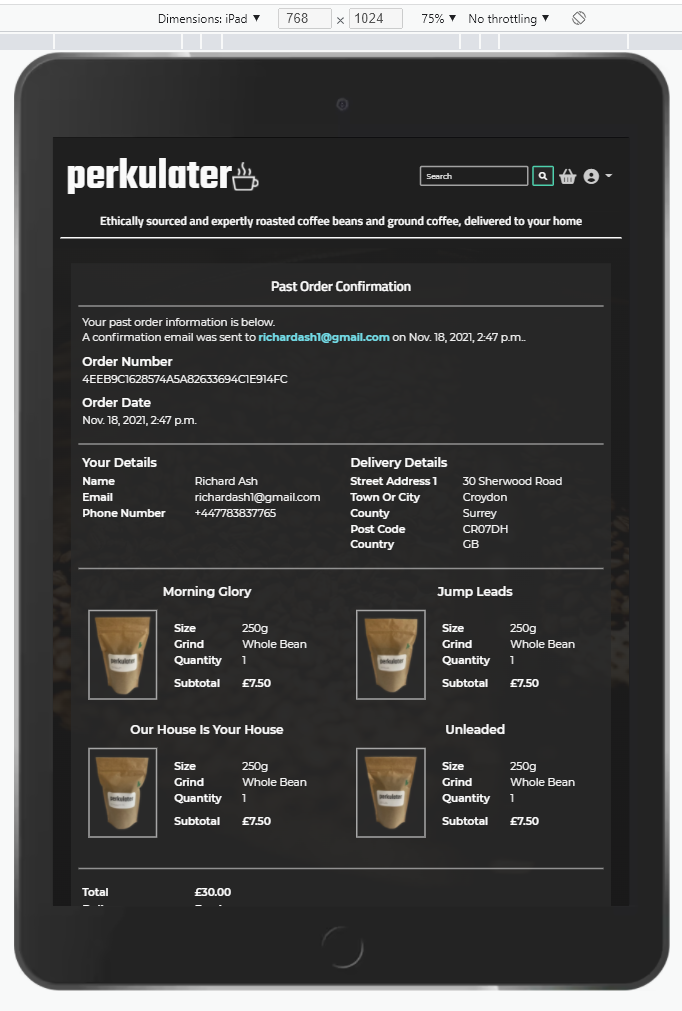 Dimensions: iPad ▼ 768 × 1024 75% ▼ No throttling ▼
perkulater
Search
Ethically sourced and expertly roasted coffee beans and ground coffee, delivered to your home
Past Order Confirmation
Your past order information is below.
A confirmation email was sent to richardash1@gmail.com on Nov. 18, 2021, 2:47 p.m..
Order Number
4EEB9C1628574A5A82633694C1E914FC
Order Date
Nov. 18, 2021, 2:47 p.m.
Your Details
Name Richard Ash
Email richardash1@gmail.com
Phone Number +447783837765
Delivery Details
Street Address 1 30 Sherwood Road
Town Or City Croydon
County Surrey
Post Code CR07DH
Country GB
Morning Glory
perkulater
Size 250g
Grind Whole Bean
Quantity 1
Subtotal £7.50
Jump Leads
perkulater
Size 250g
Grind Whole Bean
Quantity 1
Subtotal £7.50
Our House Is Your House
perkulater
Size 250g
Grind Whole Bean
Quantity 1
Subtotal £7.50
Unleaded
perkulater
Size 250g
Grind Whole Bean
Quantity 1
Subtotal £7.50
Total £30.00